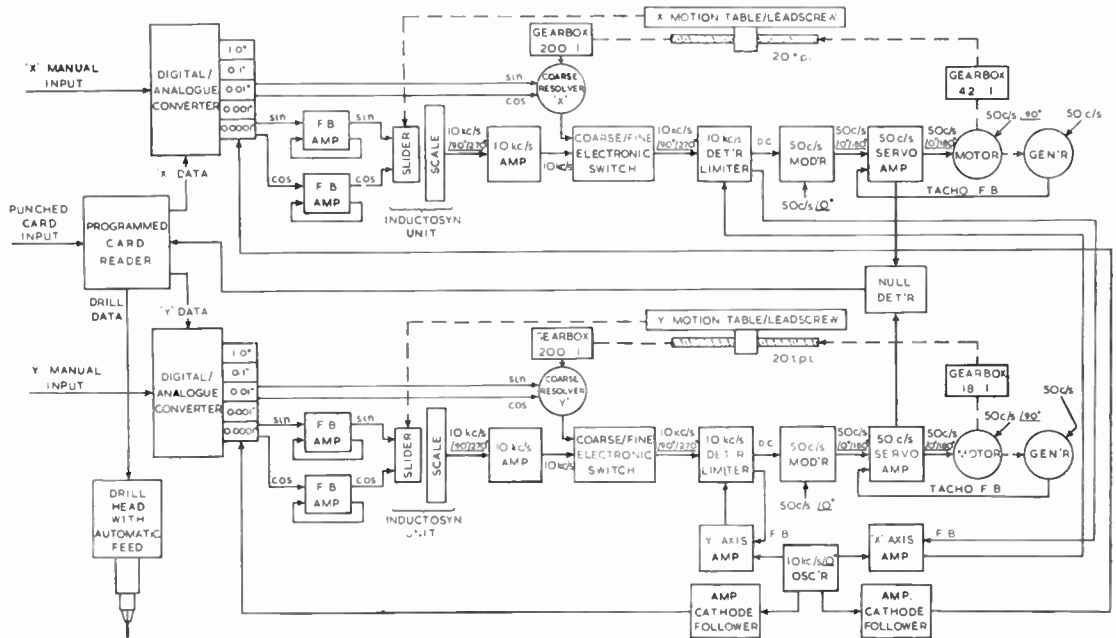 X MOTION TABLE/LEADSCREW
GEARBOX
200 1
20 t p i
'X' MANUAL
INPUT
DIGITAL/
ANALOGUE
CONVERTER
1.0"
0.1"
0.01"
0.001"
0.0001"
sin
cos
COARSE
RESOLVER
'X'
GEARBOX
42 1
sin
F B
AMP
sin
cos
F B
AMP
cos
SLIDER
SCALE
INDUCTOSYN
UNIT
10 kc/s
/90°/270°
10 kc/s
AMP
10 kc/s
COARSE/FINE
ELECTRONIC
SWITCH
10 kc/s
/90°/270°
10 kc/s
DET'R
LIMITER
DC
50 c/s
MOD'R
50 c/s /0°
50 c/s
/0°/180°
50 c/s
SERVO
AMP
50 c/s
/0°/180°
50 c/s /90°
MOTOR
50 c/s
GEN'R
TACHO F B
'X' DATA
PUNCHED
CARD
INPUT
PROGRAMMED
CARD
READER
NULL
DET'R
DRILL
DATA
'Y' DATA
Y MOTION TABLE/LEADSCREW
GEARBOX
200 1
20 t p i
Y MANUAL
INPUT
DIGITAL/
ANALOGUE
CONVERTER
1.0"
0.1"
0.01"
0.001"
0.0001"
sin
cos
COARSE
RESOLVER
'Y'
GEARBOX
18 1
sin
F B
AMP
sin
cos
F B
AMP
cos
SLIDER
SCALE
INDUCTOSYN
UNIT
10 kc/s
/90°/270°
10 kc/s
AMP
10 kc/s
COARSE/FINE
ELECTRONIC
SWITCH
10 kc/s
/90°/270°
10 kc/s
DET'R
LIMITER
DC
50 c/s
MOD'R
50 c/s /0°
50 c/s
/0°/180°
50 c/s
SERVO
AMP
50 c/s
/0°/180°
50 c/s /90°
MOTOR
50 c/s
GEN'R
TACHO F B
DRILL
HEAD
WITH
AUTOMATIC
FEED
Y AXIS
AMP
F B
10 kc/s /0°
OSC'R
'X' AXIS
AMP
F B
AMP
CATHODE
FOLLOWER
AMP.
CATHODE
FOLLOWER